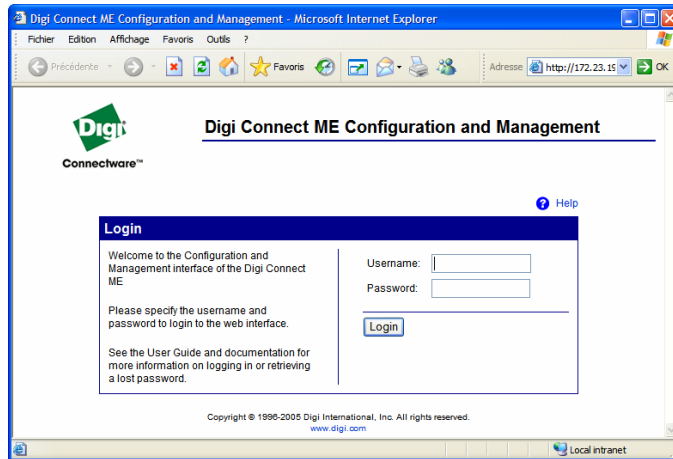 Digi Connect ME Configuration and Management - Microsoft Internet Explorer
Fichier Edition Affichage Favoris Outils ?
Précédente Favoris Adresse http://172.23.19 OK
Digi
Connectware™
Digi Connect ME Configuration and Management
? Help
Login
Welcome to the Configuration and
Management interface of the Digi Connect
ME
Please specify the username and
password to login to the web interface.
See the User Guide and documentation for
more information on logging in or retrieving
a lost password.
Username:
Password:
Login
Copyright © 1996-2005 Digi International, Inc. All rights reserved.
www.digi.com
Local intranet